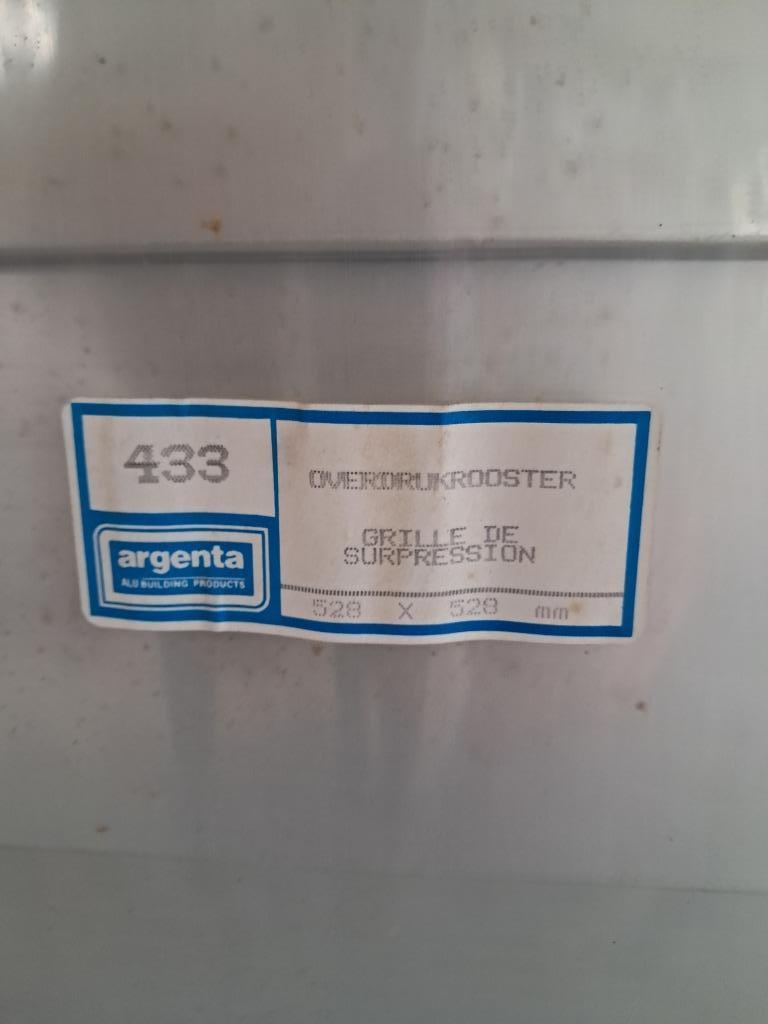 433
OVERDRUKROOSTER
GRILLE DE
SURPRESSION
argenta
ALU BUILDING PRODUCTS
528 X 528 mm